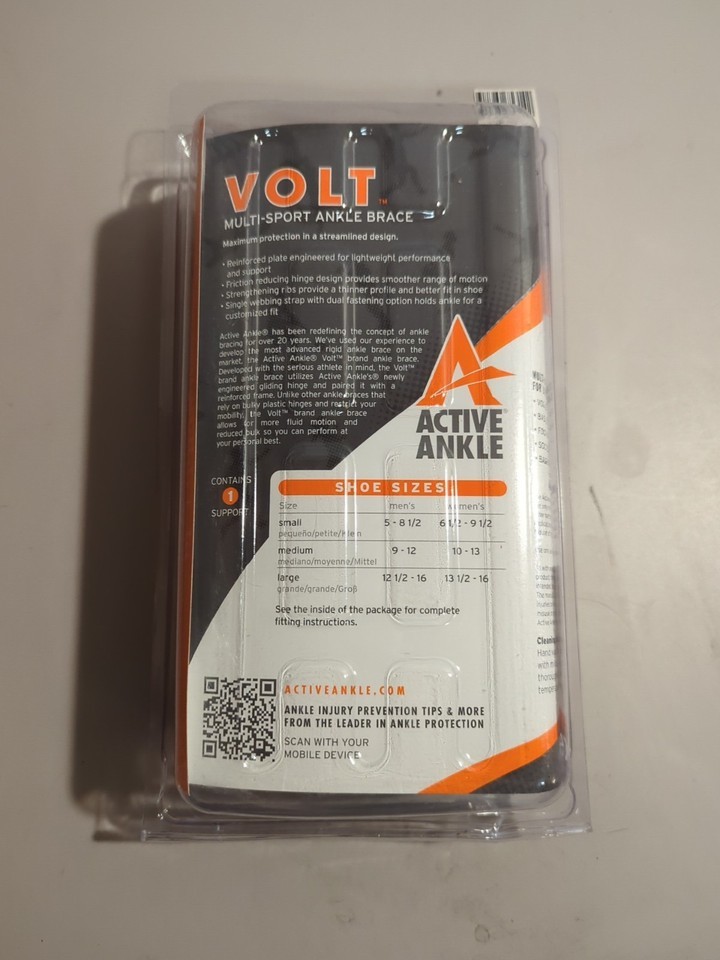 VOLT™
MULTI-SPORT ANKLE BRACE
Maximum protection in a streamlined design.
• Reinforced plate engineered for lightweight performance
and support
• Friction reducing hinge design provides smoother range of motion
• Strengthening ribs provide a thinner profile and better fit in shoe
• Single webbing strap with dual fastening option holds ankle for a
customized fit
Active Ankle® has been redefining the concept of ankle
bracing for over 20 years. We've used our experience to
develop the most advanced rigid ankle brace on the
market, the Active Ankle® Volt™ brand ankle brace.
Developed with the serious athlete in mind, the Volt™
brand ankle brace utilizes Active Ankle's® newly
engineered gliding hinge and paired it with a
reinforced frame. Unlike other ankle braces that
rely on bulky plastic hinges and restrict your
mobility, the Volt™ brand ankle brace
allows for more fluid motion and
reduced bulk so you can perform at
your personal best.
ACTIVE®
ANKLE
CONTAINS
1
SUPPORT
SHOE SIZES
Size men's women's
small 5 - 8 1/2 6 1/2 - 9 1/2
pequeño/petite/Klein
medium 9 - 12 10 - 13
mediano/moyenne/Mittel
large 12 1/2 - 16 13 1/2 - 16
grande/grande/Groß
See the inside of the package for complete
fitting instructions.
ACTIVEANKLE.COM
ANKLE INJURY PREVENTION TIPS & MORE
FROM THE LEADER IN ANKLE PROTECTION
SCAN WITH YOUR
MOBILE DEVICE